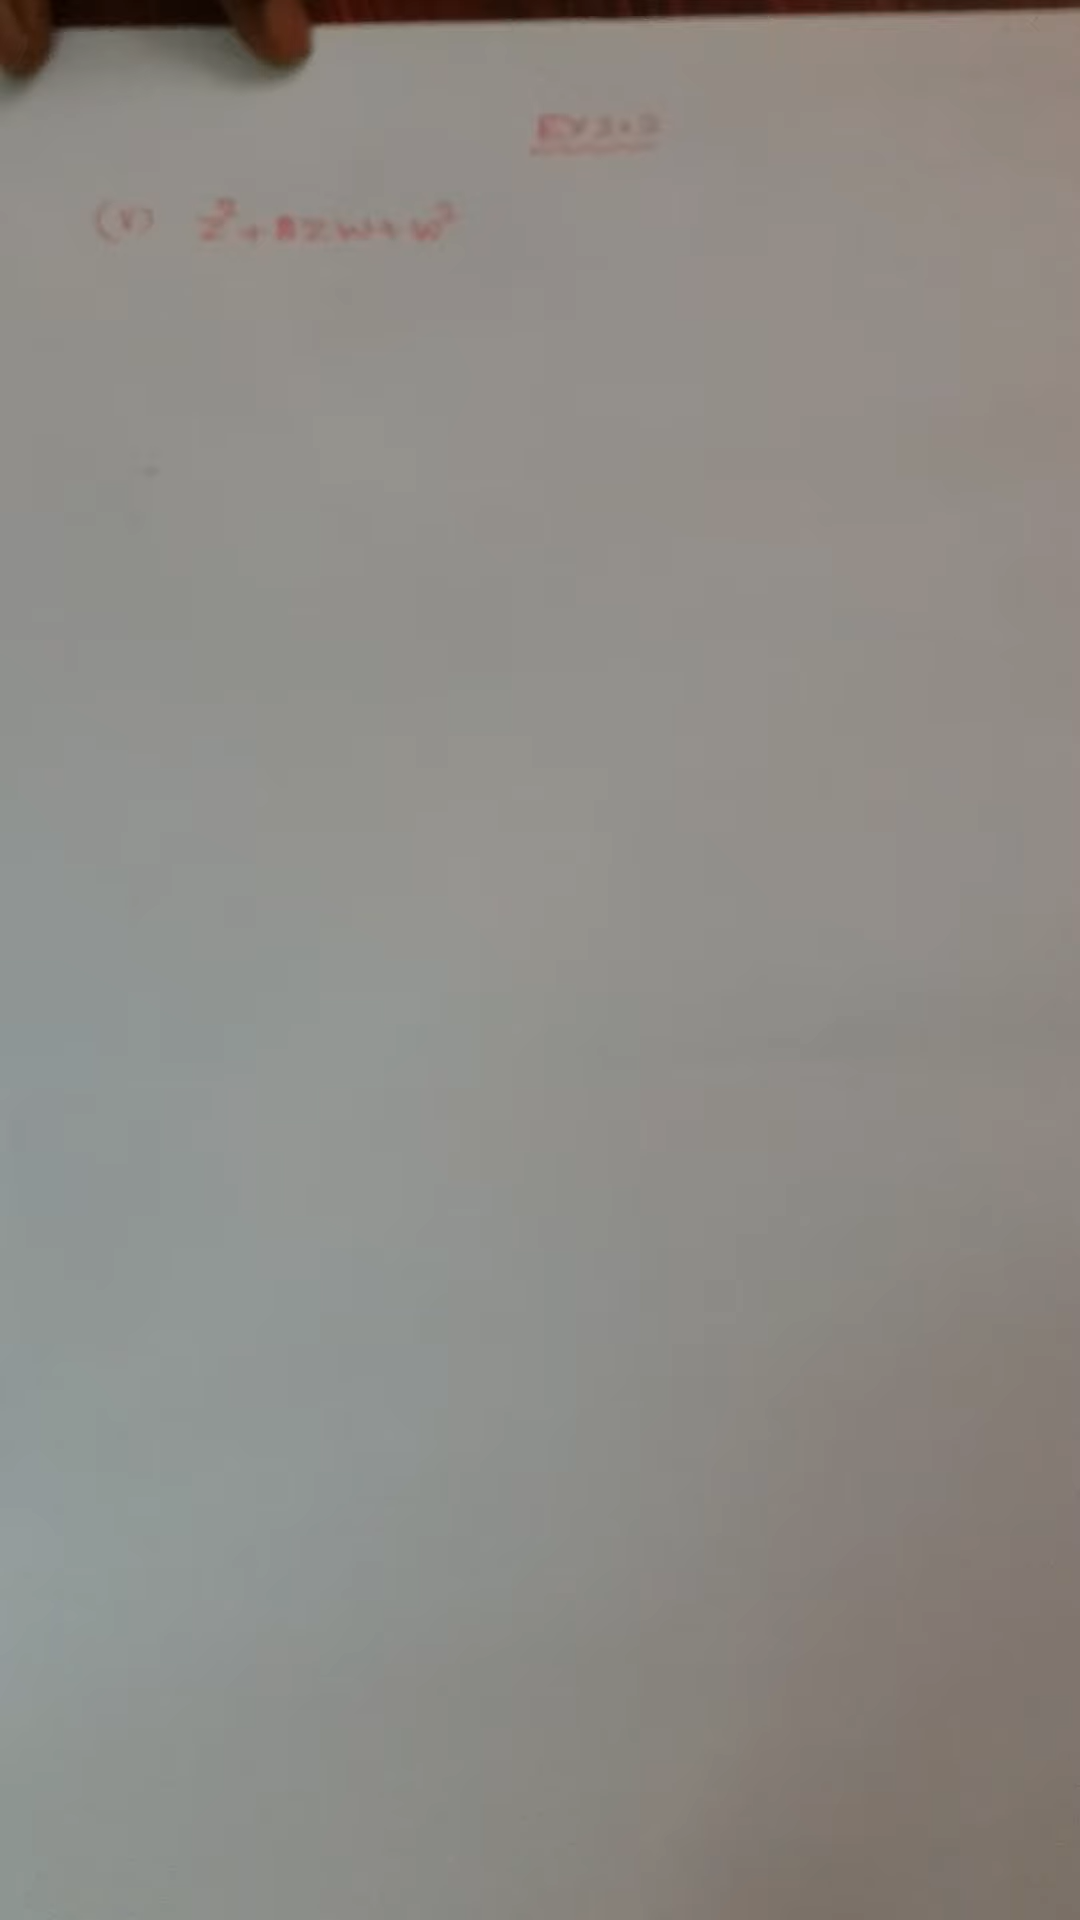 (v) z² + 8zw + w²